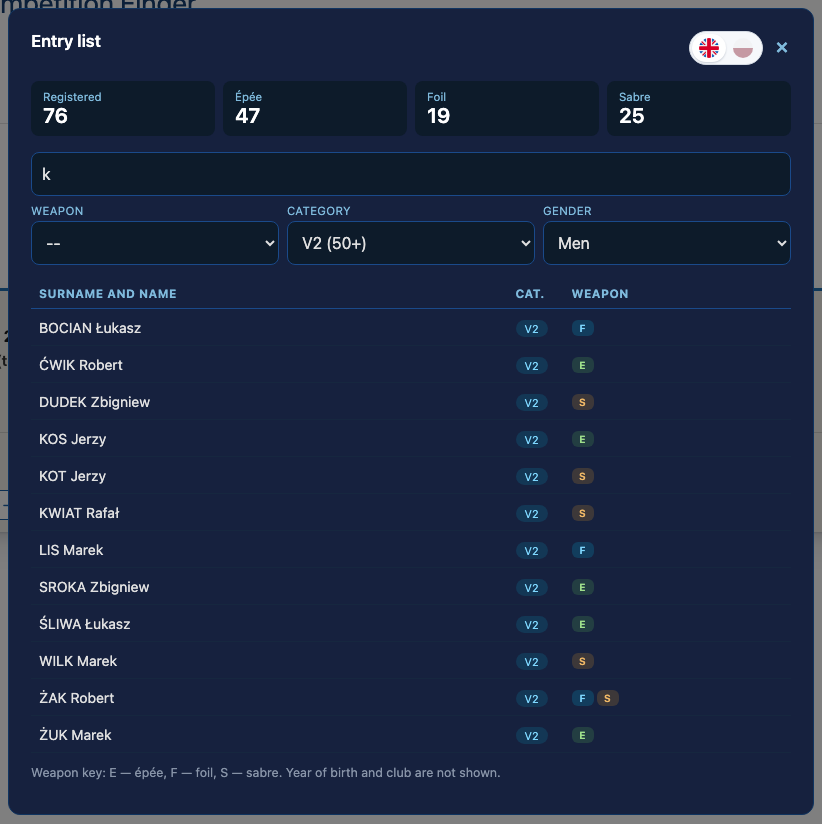 Competition Finder
Entry list
×
Registered Épée Foil Sabre
76 47 19 25
k
WEAPON CATEGORY GENDER
-- V2 (50+) Men
SURNAME AND NAME CAT. WEAPON
BOCIAN Łukasz V2 F
ĆWIK Robert V2 E
DUDEK Zbigniew V2 S
KOS Jerzy V2 E
KOT Jerzy V2 S
KWIAT Rafał V2 S
LIS Marek V2 F
SROKA Zbigniew V2 E
ŚLIWA Łukasz V2 E
WILK Marek V2 S
ŻAK Robert V2 F S
ŻUK Marek V2 E
Weapon key: E — épée, F — foil, S — sabre. Year of birth and club are not shown.